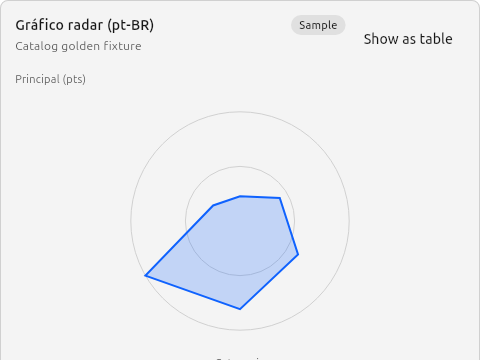 Gráfico radar (pt-BR)
Sample
Show as table
Catalog golden fixture
Principal (pts)